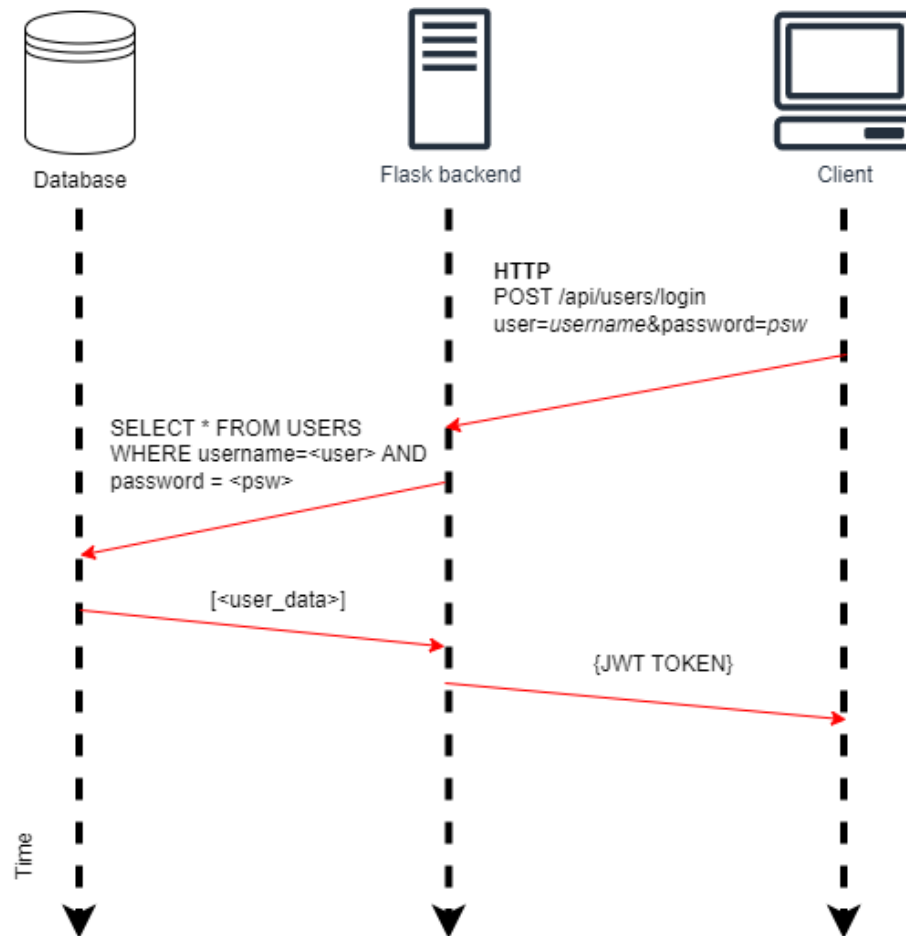 Database
Flask backend
Client
HTTP
POST /api/users/login
user=username&password=psw
SELECT * FROM USERS
WHERE username=<user> AND
password = <psw>
[<user_data>]
{JWT TOKEN}
Time